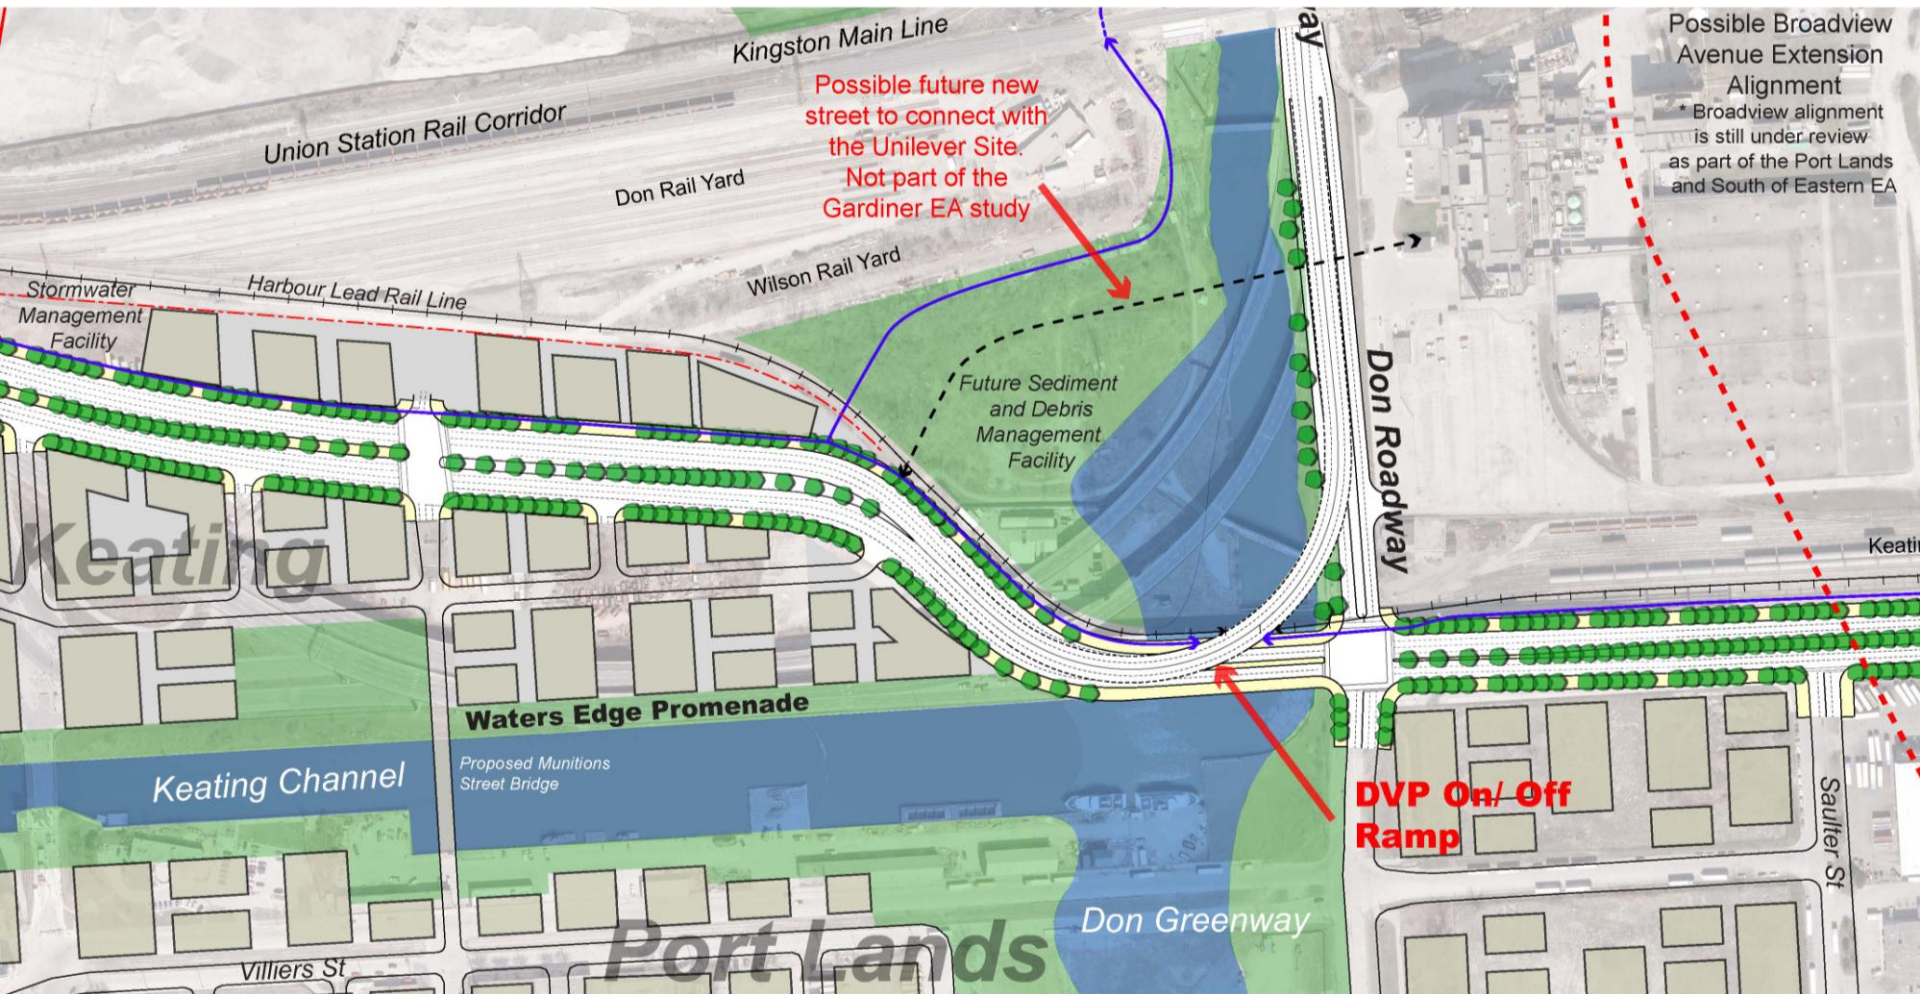 Kingston Main Line
Union Station Rail Corridor
Don Rail Yard
Possible future new
street to connect with
the Unilever Site.
Not part of the
Gardiner EA study
Possible Broadview
Avenue Extension
Alignment
* Broadview alignment
is still under review
as part of the Port Lands
and South of Eastern EA
Wilson Rail Yard
Harbour Lead Rail Line
Stormwater
Management
Facility
Future Sediment
and Debris
Management
Facility
Don Roadway
Keating
Waters Edge Promenade
Keating Channel
Proposed Munitions
Street Bridge
DVP On/ Off
Ramp
Saulter St
Don Greenway
Port Lands
Villiers St